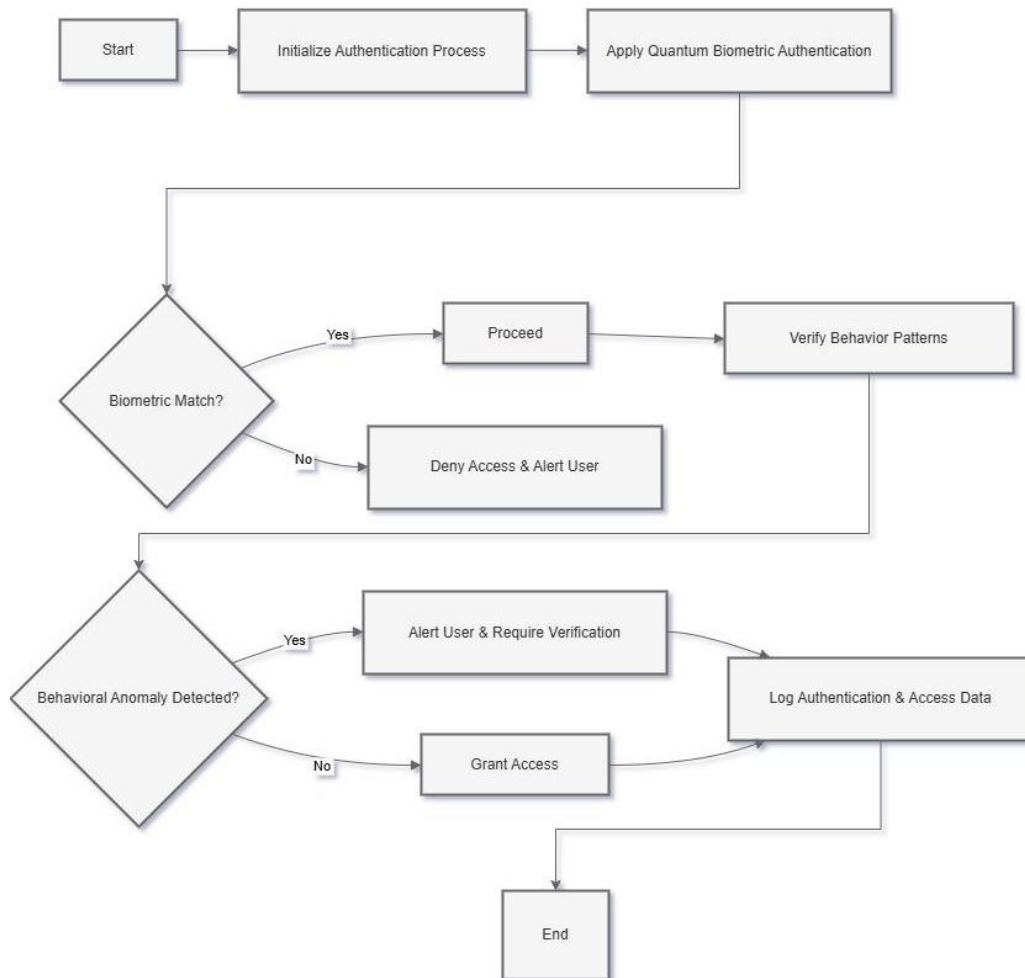 Start
Initialize Authentication Process
Apply Quantum Biometric Authentication
Biometric Match?
Yes
Proceed
Verify Behavior Patterns
No
Deny Access & Alert User
Behavioral Anomaly Detected?
Yes
Alert User & Require Verification
Log Authentication & Access Data
No
Grant Access
End